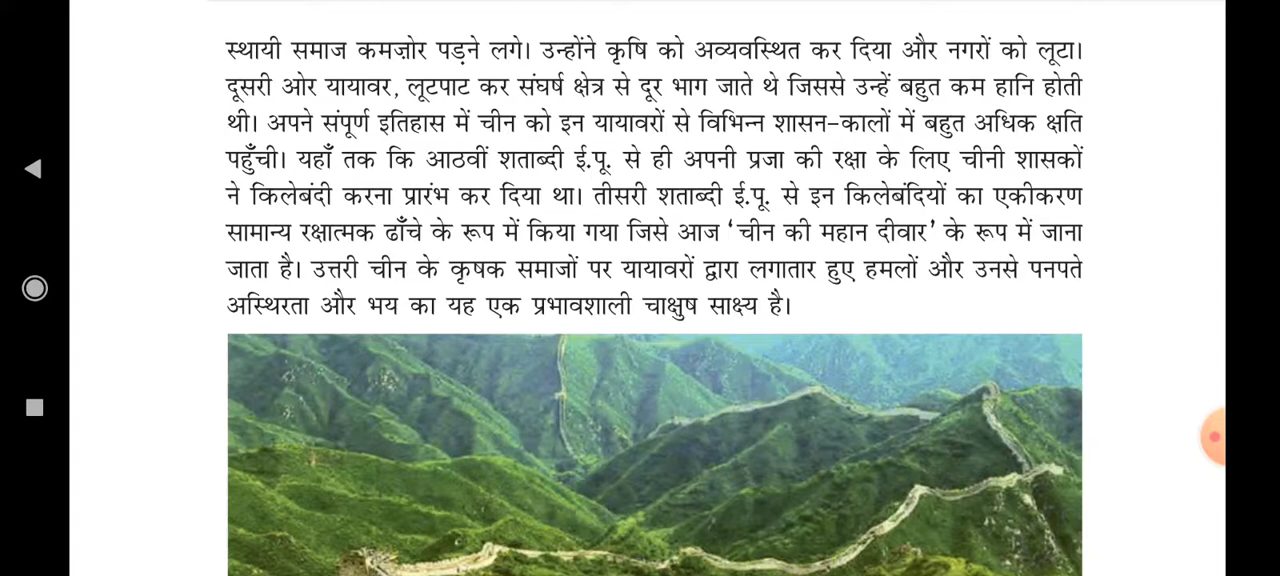 स्थायी समाज कमज़ोर पड़ने लगे। उन्होंने कृषि को अव्यवस्थित कर दिया और नगरों को लूटा।
दूसरी ओर यायावर, लूटपाट कर संघर्ष क्षेत्र से दूर भाग जाते थे जिससे उन्हें बहुत कम हानि होती
थी। अपने संपूर्ण इतिहास में चीन को इन यायावरों से विभिन्न शासन-कालों में बहुत अधिक क्षति
पहुँची। यहाँ तक कि आठवीं शताब्दी ई.पू. से ही अपनी प्रजा की रक्षा के लिए चीनी शासकों
ने किलेबंदी करना प्रारंभ कर दिया था। तीसरी शताब्दी ई.पू. से इन किलेबंदियों का एकीकरण
सामान्य रक्षात्मक ढाँचे के रूप में किया गया जिसे आज ‘चीन की महान दीवार’ के रूप में जाना
जाता है। उत्तरी चीन के कृषक समाजों पर यायावरों द्वारा लगातार हुए हमलों और उनसे पनपते
अस्थिरता और भय का यह एक प्रभावशाली चाक्षुष साक्ष्य है।